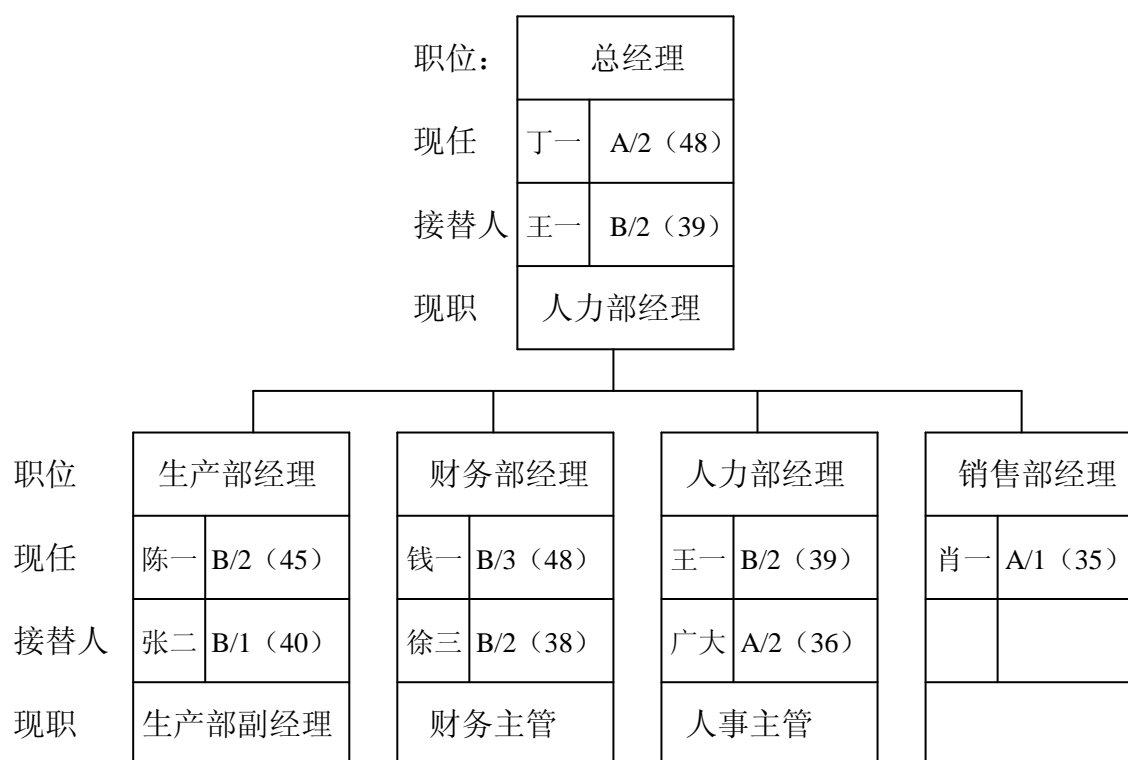 职位： 总经理
现任 丁一 A/2（48）
接替人 王一 B/2（39）
现职 人力部经理
职位 生产部经理 财务部经理 人力部经理 销售部经理
现任 陈一 B/2（45） 钱一 B/3（48） 王一 B/2（39） 肖一 A/1（35）
接替人 张二 B/1（40） 徐三 B/2（38） 广大 A/2（36）
现职 生产部副经理 财务主管 人事主管